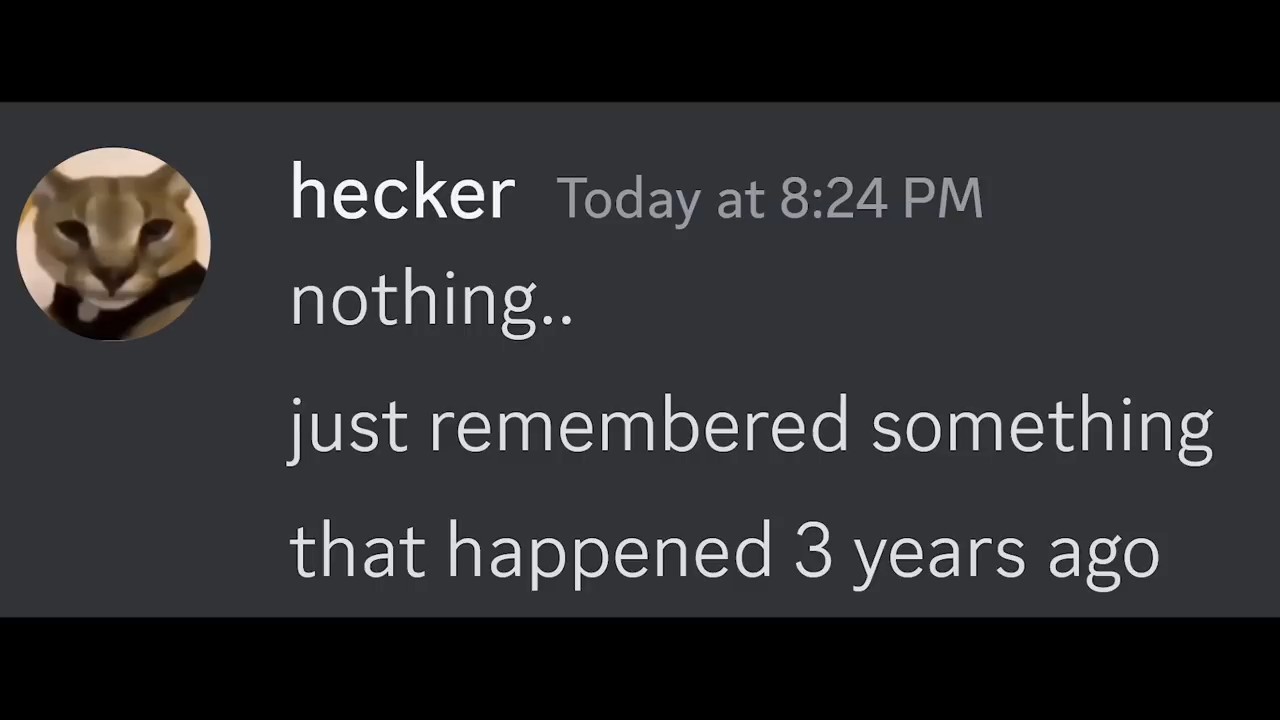 hecker Today at 8:24 PM
nothing..
just remembered something
that happened 3 years ago